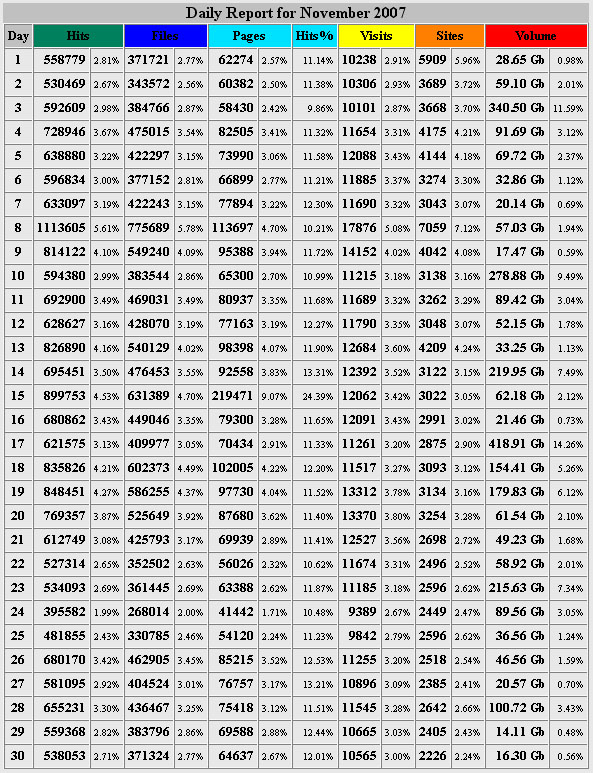 Daily Report for November 2007
Day Hits Files Pages Hits% Visits Sites Volume
1 558779 2.81% 371721 2.77% 62274 2.57% 11.14% 10238 2.91% 5909 5.96% 28.65 Gb 0.98%
2 530469 2.67% 343572 2.56% 60382 2.50% 11.38% 10306 2.93% 3689 3.72% 59.10 Gb 2.01%
3 592609 2.98% 384766 2.87% 58430 2.42% 9.86% 10101 2.87% 3668 3.70% 340.50 Gb 11.59%
4 728946 3.67% 475015 3.54% 82505 3.41% 11.32% 11654 3.31% 4175 4.21% 91.69 Gb 3.12%
5 638880 3.22% 422297 3.15% 73990 3.06% 11.58% 12088 3.43% 4144 4.18% 69.72 Gb 2.37%
6 596834 3.00% 377152 2.81% 66899 2.77% 11.21% 11885 3.37% 3274 3.30% 32.86 Gb 1.12%
7 633097 3.19% 422243 3.15% 77894 3.22% 12.30% 11690 3.32% 3043 3.07% 20.14 Gb 0.69%
8 1113605 5.61% 775689 5.78% 113697 4.70% 10.21% 17876 5.08% 7059 7.12% 57.03 Gb 1.94%
9 814122 4.10% 549240 4.09% 95388 3.94% 11.72% 14152 4.02% 4042 4.08% 17.47 Gb 0.59%
10 594380 2.99% 383544 2.86% 65300 2.70% 10.99% 11215 3.18% 3138 3.16% 278.88 Gb 9.49%
11 692900 3.49% 469031 3.49% 80937 3.35% 11.68% 11689 3.32% 3262 3.29% 89.42 Gb 3.04%
12 628627 3.16% 428070 3.19% 77163 3.19% 12.27% 11790 3.35% 3048 3.07% 52.15 Gb 1.78%
13 826890 4.16% 540129 4.02% 98398 4.07% 11.90% 12684 3.60% 4209 4.24% 33.25 Gb 1.13%
14 695451 3.50% 476453 3.55% 92558 3.83% 13.31% 12392 3.52% 3122 3.15% 219.95 Gb 7.49%
15 899753 4.53% 631389 4.70% 219471 9.07% 24.39% 12062 3.42% 3022 3.05% 62.18 Gb 2.12%
16 680862 3.43% 449046 3.35% 79300 3.28% 11.65% 12091 3.43% 2991 3.02% 21.46 Gb 0.73%
17 621575 3.13% 409977 3.05% 70434 2.91% 11.33% 11261 3.20% 2875 2.90% 418.91 Gb 14.26%
18 835826 4.21% 602373 4.49% 102005 4.22% 12.20% 11517 3.27% 3093 3.12% 154.41 Gb 5.26%
19 848451 4.27% 586255 4.37% 97730 4.04% 11.52% 13312 3.78% 3134 3.16% 179.83 Gb 6.12%
20 769357 3.87% 525649 3.92% 87680 3.62% 11.40% 13370 3.80% 3254 3.28% 61.54 Gb 2.10%
21 612749 3.08% 425793 3.17% 69939 2.89% 11.41% 12527 3.56% 2698 2.72% 49.23 Gb 1.68%
22 527314 2.65% 352502 2.63% 56026 2.32% 10.62% 11674 3.31% 2496 2.52% 58.92 Gb 2.01%
23 534093 2.69% 361445 2.69% 63388 2.62% 11.87% 11185 3.18% 2596 2.62% 215.63 Gb 7.34%
24 395582 1.99% 268014 2.00% 41442 1.71% 10.48% 9389 2.67% 2449 2.47% 89.56 Gb 3.05%
25 481855 2.43% 330785 2.46% 54120 2.24% 11.23% 9842 2.79% 2596 2.62% 36.56 Gb 1.24%
26 680170 3.42% 462905 3.45% 85215 3.52% 12.53% 11255 3.20% 2518 2.54% 46.56 Gb 1.59%
27 581095 2.92% 404524 3.01% 76757 3.17% 13.21% 10896 3.09% 2385 2.41% 20.57 Gb 0.70%
28 655231 3.30% 436467 3.25% 75418 3.12% 11.51% 11545 3.28% 2642 2.66% 100.72 Gb 3.43%
29 559368 2.82% 383796 2.86% 69588 2.88% 12.44% 10665 3.03% 2405 2.43% 14.11 Gb 0.48%
30 538053 2.71% 371324 2.77% 64637 2.67% 12.01% 10565 3.00% 2226 2.24% 16.30 Gb 0.56%